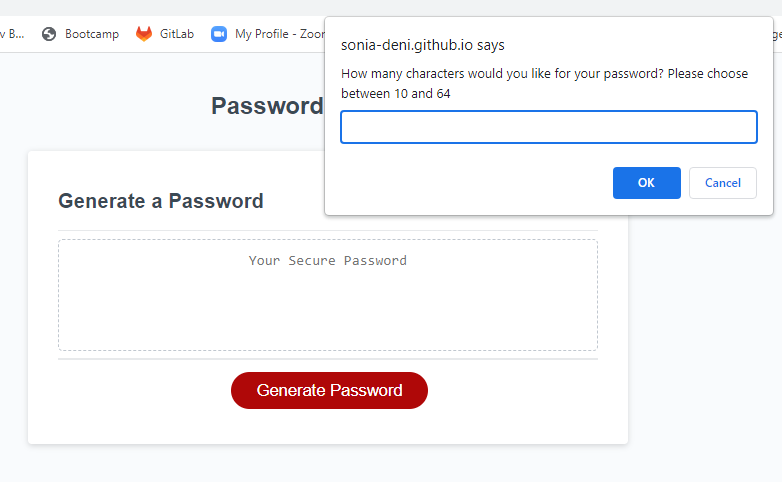 Bootcamp
GitLab
My Profile - Zoom
sonia-deni.github.io says
How many characters would you like for your password? Please choose
between 10 and 64
OK
Cancel
Password
Generate a Password
Your Secure Password
Generate Password